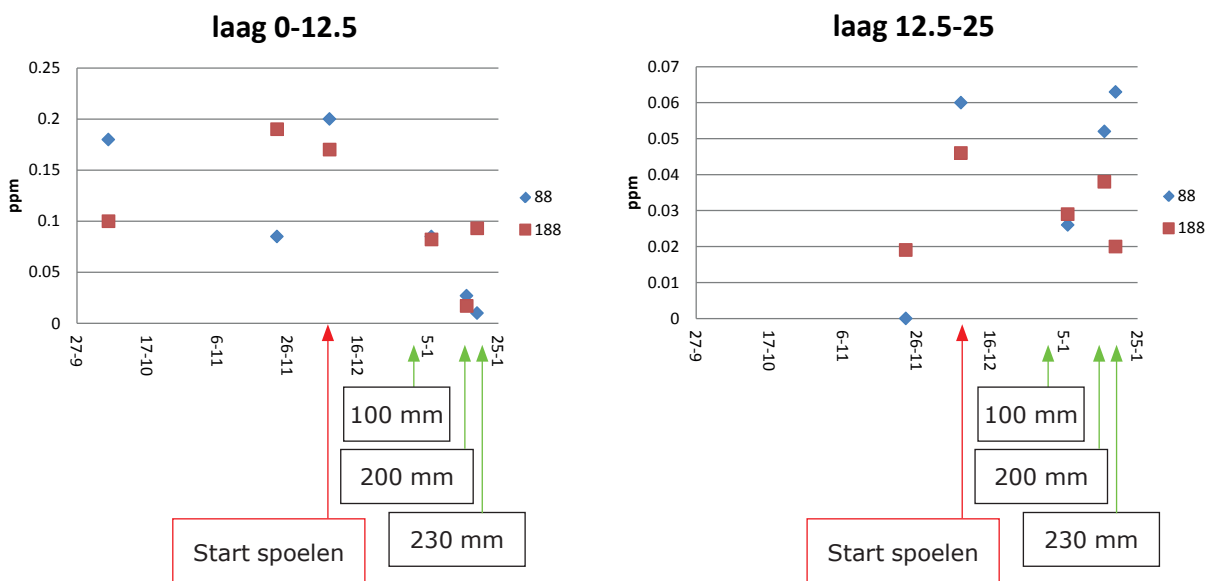 laag 0-12.5
0.25
0.2
0.15
0.1
0.05
0
ppm
27-9
17-10
6-11
26-11
16-12
5-1
25-1
88
188
100 mm
200 mm
230 mm
Start spoelen
laag 12.5-25
0.07
0.06
0.05
0.04
0.03
0.02
0.01
0
ppm
27-9
17-10
6-11
26-11
16-12
5-1
25-1
88
188
100 mm
200 mm
230 mm
Start spoelen